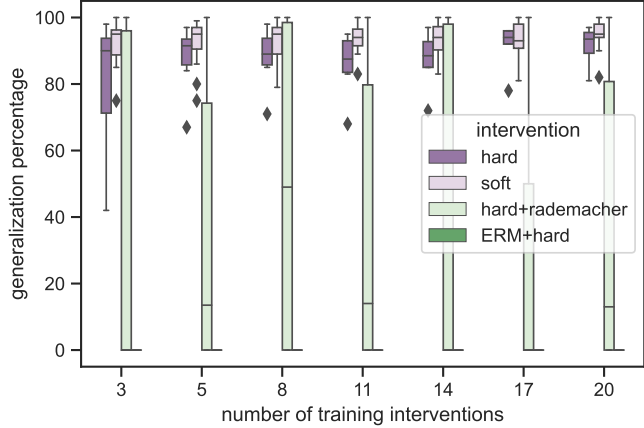 100
80
60
40
20
0
generalization percentage
intervention
hard
soft
hard+rademacher
ERM+hard
3 5 8 11 14 17 20
number of training interventions